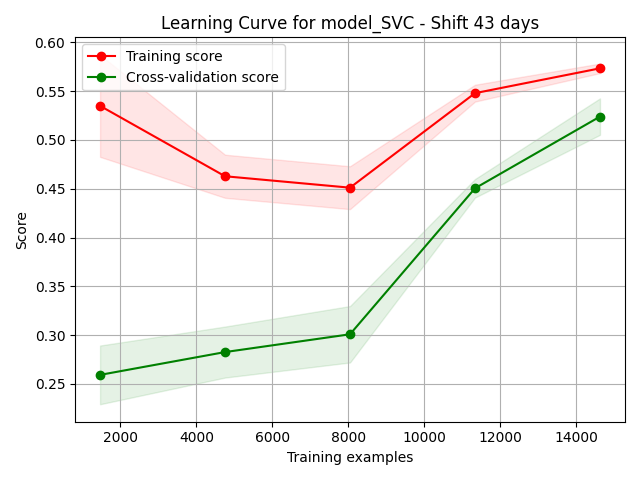 Learning Curve for model_SVC - Shift 43 days
Training score
Cross-validation score
0.60
0.55
0.50
0.45
0.40
0.35
0.30
0.25
Score
2000 4000 6000 8000 10000 12000 14000
Training examples